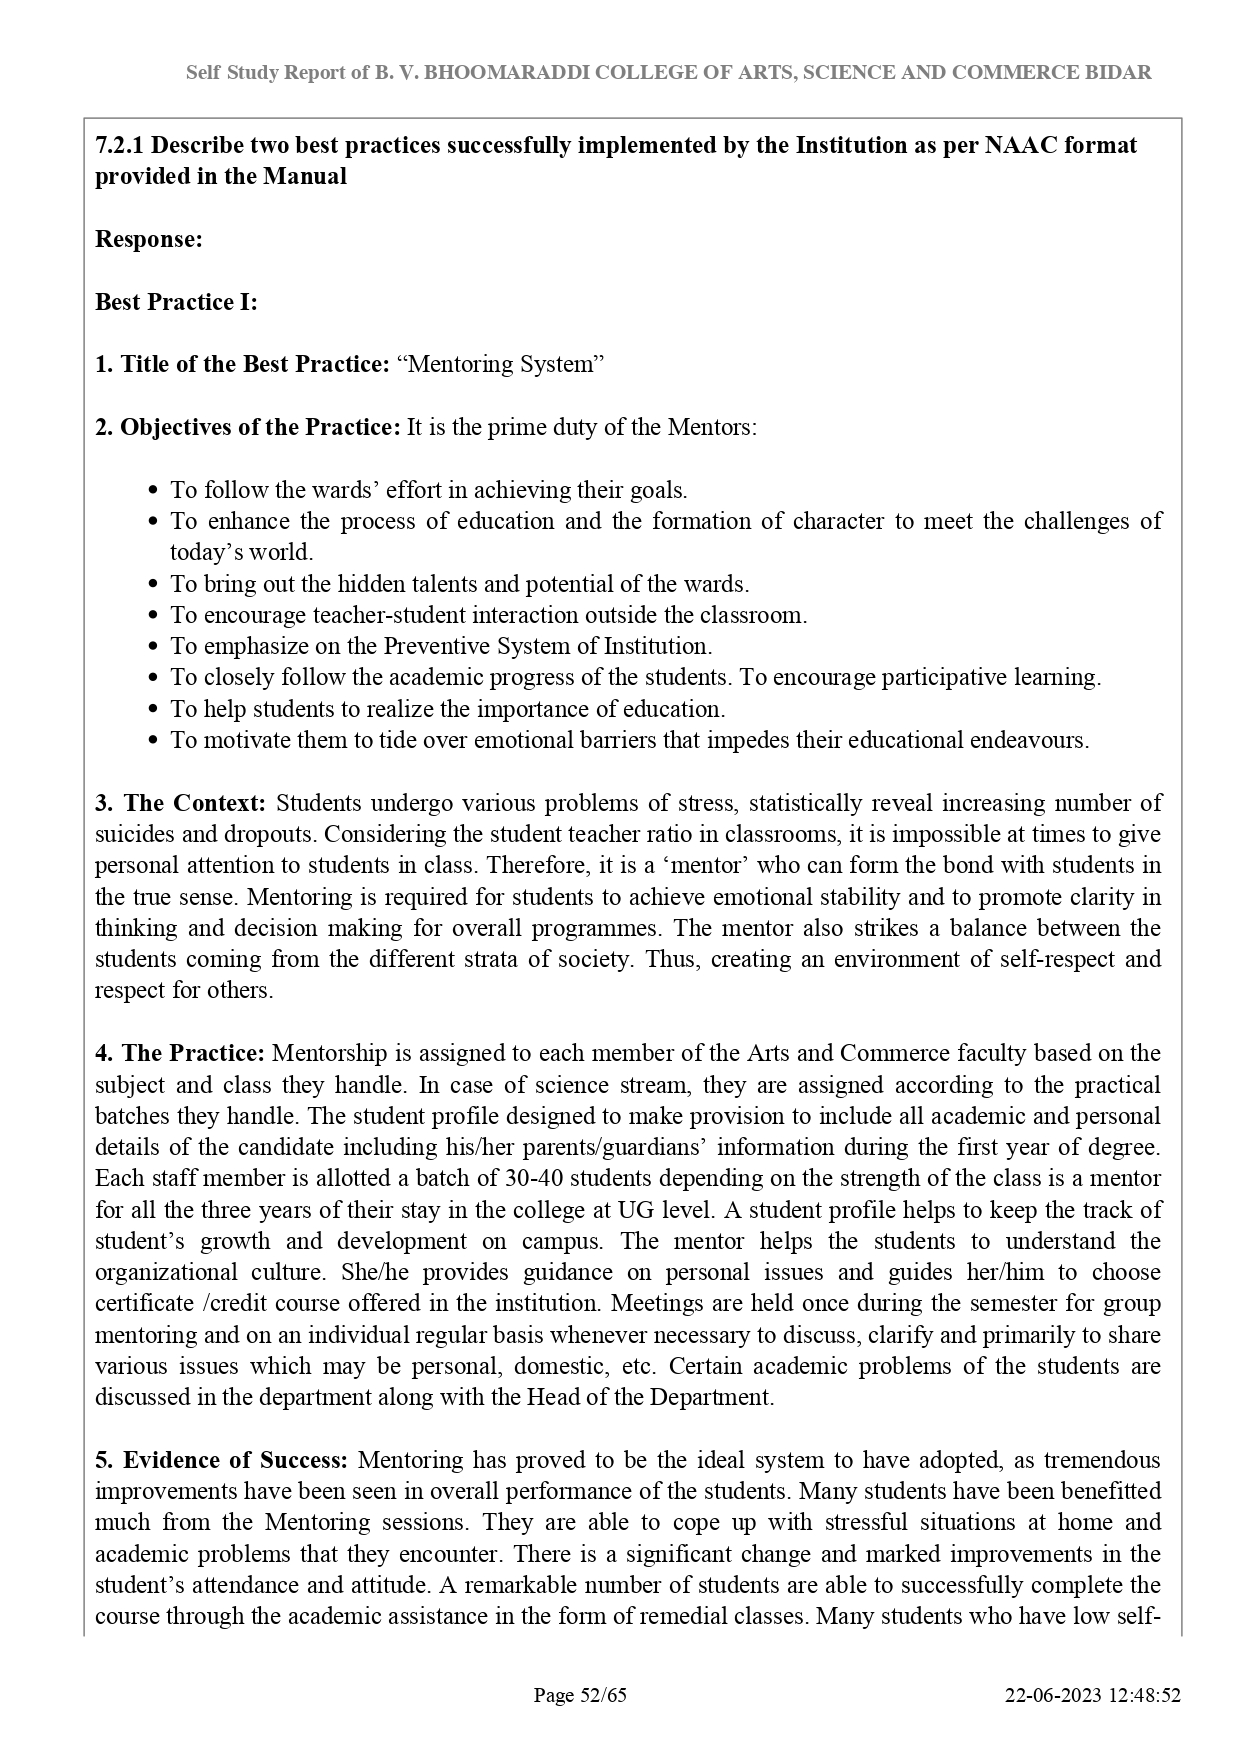 Self Study Report of B. V. BHOOMARADDI COLLEGE OF ARTS, SCIENCE AND COMMERCE BIDAR
7.2.1 Describe two best practices successfully implemented by the Institution as per NAAC format
provided in the Manual
Response:
Best Practice I:
1. Title of the Best Practice: “Mentoring System”
2. Objectives of the Practice: It is the prime duty of the Mentors:
• To follow the wards’ effort in achieving their goals.
• To enhance the process of education and the formation of character to meet the challenges of
today’s world.
• To bring out the hidden talents and potential of the wards.
• To encourage teacher-student interaction outside the classroom.
• To emphasize on the Preventive System of Institution.
• To closely follow the academic progress of the students. To encourage participative learning.
• To help students to realize the importance of education.
• To motivate them to tide over emotional barriers that impedes their educational endeavours.
3. The Context: Students undergo various problems of stress, statistically reveal increasing number of
suicides and dropouts. Considering the student teacher ratio in classrooms, it is impossible at times to give
personal attention to students in class. Therefore, it is a ‘mentor’ who can form the bond with students in
the true sense. Mentoring is required for students to achieve emotional stability and to promote clarity in
thinking and decision making for overall programmes. The mentor also strikes a balance between the
students coming from the different strata of society. Thus, creating an environment of self-respect and
respect for others.
4. The Practice: Mentorship is assigned to each member of the Arts and Commerce faculty based on the
subject and class they handle. In case of science stream, they are assigned according to the practical
batches they handle. The student profile designed to make provision to include all academic and personal
details of the candidate including his/her parents/guardians’ information during the first year of degree.
Each staff member is allotted a batch of 30-40 students depending on the strength of the class is a mentor
for all the three years of their stay in the college at UG level. A student profile helps to keep the track of
student’s growth and development on campus. The mentor helps the students to understand the
organizational culture. She/he provides guidance on personal issues and guides her/him to choose
certificate /credit course offered in the institution. Meetings are held once during the semester for group
mentoring and on an individual regular basis whenever necessary to discuss, clarify and primarily to share
various issues which may be personal, domestic, etc. Certain academic problems of the students are
discussed in the department along with the Head of the Department.
5. Evidence of Success: Mentoring has proved to be the ideal system to have adopted, as tremendous
improvements have been seen in overall performance of the students. Many students have been benefitted
much from the Mentoring sessions. They are able to cope up with stressful situations at home and
academic problems that they encounter. There is a significant change and marked improvements in the
student’s attendance and attitude. A remarkable number of students are able to successfully complete the
course through the academic assistance in the form of remedial classes. Many students who have low self-
Page 52/65
22-06-2023 12:48:52